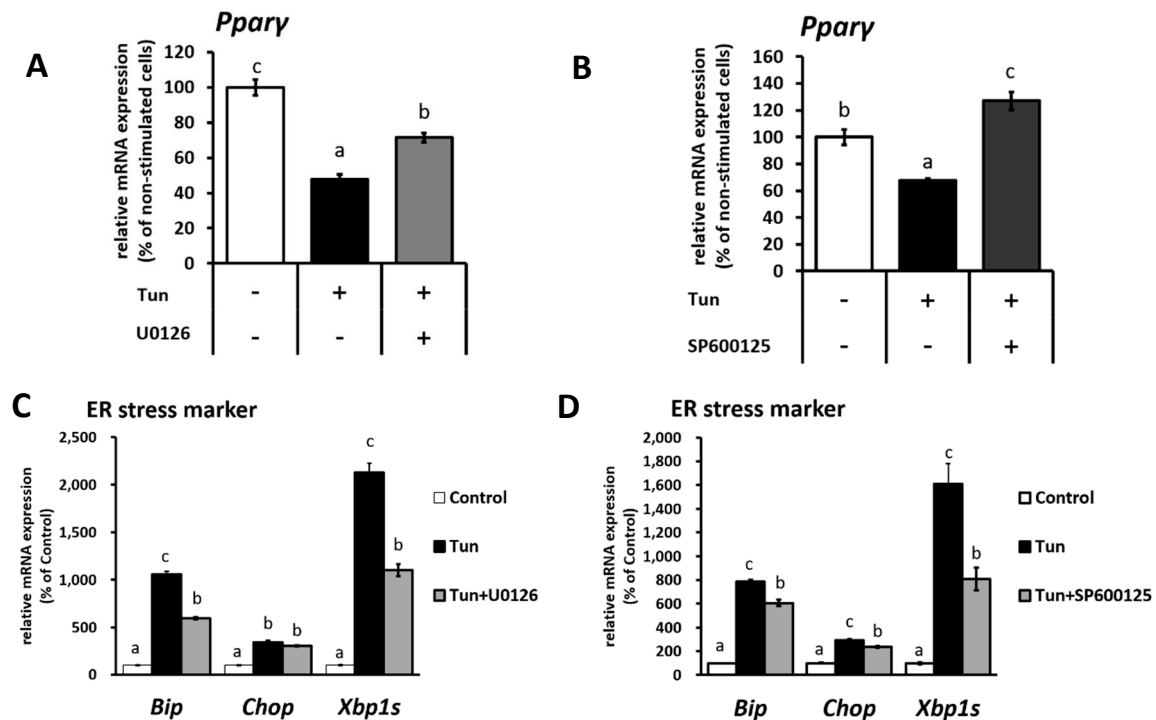 A
Pparγ
relative mRNA expression
(% of non-stimulated cells)
120
100
80
60
40
20
0
c
a
b
Tun - + +
U0126 - - +
B
Pparγ
relative mRNA expression
(% of non-stimulated cells)
160
140
120
100
80
60
40
20
0
b
a
c
Tun - + +
SP600125 - - +
C
ER stress marker
relative mRNA expression
(% of Control)
2,500
2,000
1,500
1,000
500
0
a c b
a b b
a c b
Bip Chop Xbp1s
Control
Tun
Tun+U0126
D
ER stress marker
relative mRNA expression
(% of Control)
2,000
1,800
1,600
1,400
1,200
1,000
800
600
400
200
0
a c b
a c b
a c b
Bip Chop Xbp1s
Control
Tun
Tun+SP600125